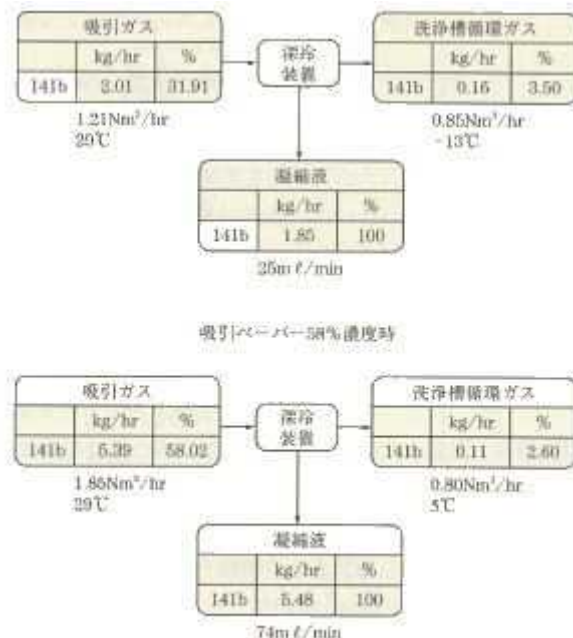 吸引ガス
kg/hr %
141b 2.01 31.91
1.21Nm³/hr
29℃
深冷
装置
洗浄槽循環ガス
kg/hr %
141b 0.16 3.50
0.85Nm³/hr
-13℃
凝縮液
kg/hr %
141b 1.85 100
25mℓ/min
吸引ベーパー58%濃度時
吸引ガス
kg/hr %
141b 5.39 58.02
1.85Nm³/hr
29℃
深冷
装置
洗浄槽循環ガス
kg/hr %
141b 0.11 2.60
0.80Nm³/hr
5℃
凝縮液
kg/hr %
141b 5.48 100
74mℓ/min